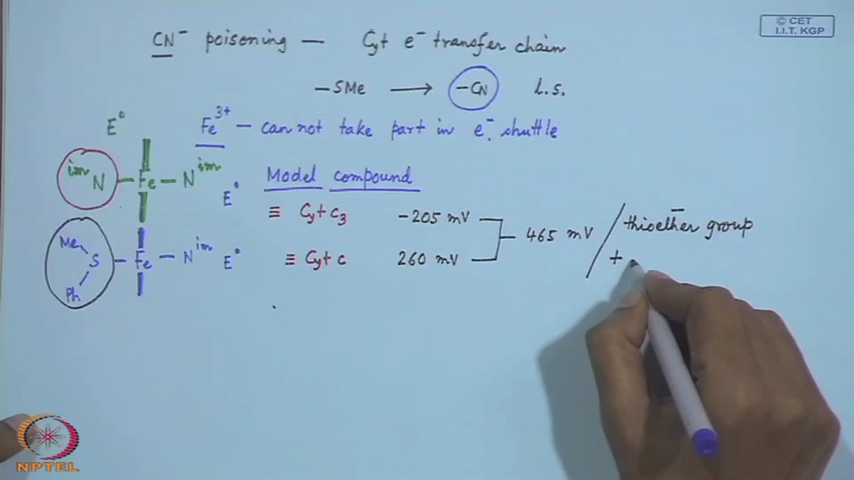 © CET
I.I.T. KGP
CN⁻ poisoning — Cyt e⁻ transfer chain
–SMe → –CN l.s.
Fe³⁺ – can not take part in e⁻ shuttle
E°
im N – Fe – N im E°
Me S Ph – Fe – N im E°
Model compound
≡ Cyt c₃ -205 mV
≡ Cyt c 260 mV
465 mV
thioether group
+
NPTEL